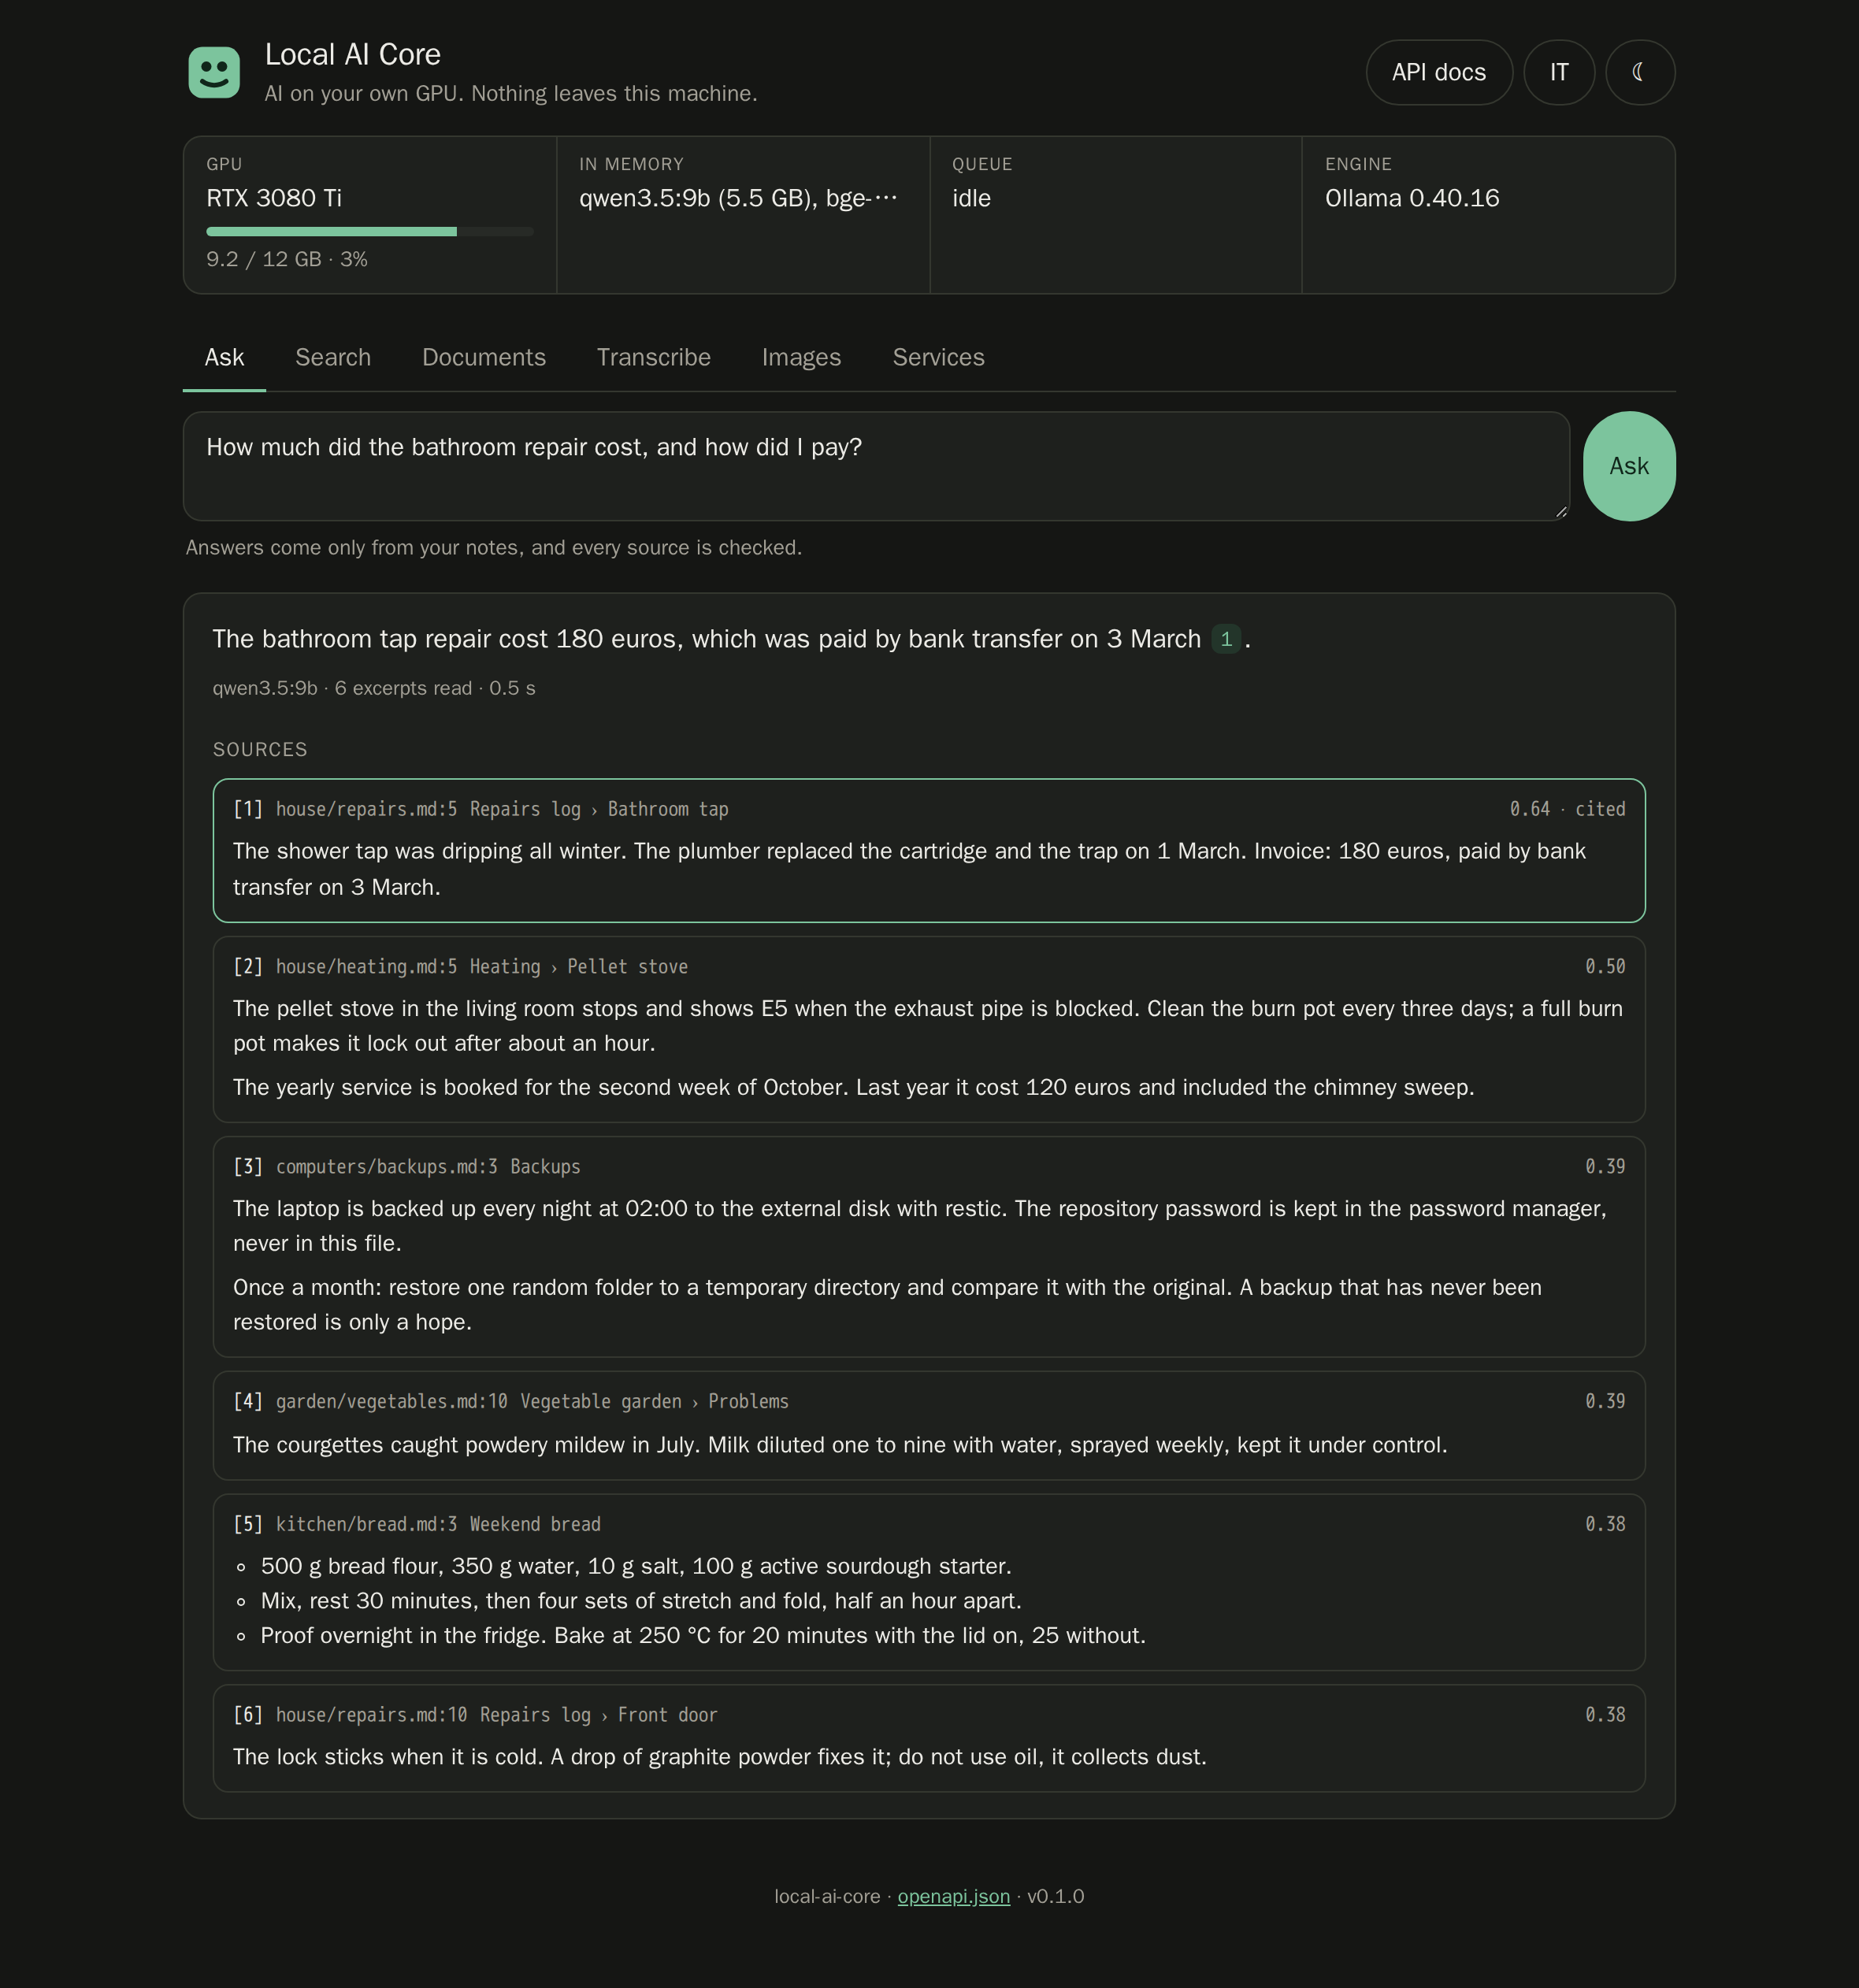 Local AI Core
AI on your own GPU. Nothing leaves this machine.
API docs
IT
GPU
RTX 3080 Ti
9.2 / 12 GB · 3%
IN MEMORY
qwen3.5:9b (5.5 GB), bge-···
QUEUE
idle
ENGINE
Ollama 0.40.16
Ask
Search
Documents
Transcribe
Images
Services
How much did the bathroom repair cost, and how did I pay?
Ask
Answers come only from your notes, and every source is checked.
The bathroom tap repair cost 180 euros, which was paid by bank transfer on 3 March 1.
qwen3.5:9b · 6 excerpts read · 0.5 s
SOURCES
[1] house/repairs.md:5 Repairs log › Bathroom tap 0.64 · cited
The shower tap was dripping all winter. The plumber replaced the cartridge and the trap on 1 March. Invoice: 180 euros, paid by bank
transfer on 3 March.
[2] house/heating.md:5 Heating › Pellet stove 0.50
The pellet stove in the living room stops and shows E5 when the exhaust pipe is blocked. Clean the burn pot every three days; a full burn
pot makes it lock out after about an hour.
The yearly service is booked for the second week of October. Last year it cost 120 euros and included the chimney sweep.
[3] computers/backups.md:3 Backups 0.39
The laptop is backed up every night at 02:00 to the external disk with restic. The repository password is kept in the password manager,
never in this file.
Once a month: restore one random folder to a temporary directory and compare it with the original. A backup that has never been
restored is only a hope.
[4] garden/vegetables.md:10 Vegetable garden › Problems 0.39
The courgettes caught powdery mildew in July. Milk diluted one to nine with water, sprayed weekly, kept it under control.
[5] kitchen/bread.md:3 Weekend bread 0.38
500 g bread flour, 350 g water, 10 g salt, 100 g active sourdough starter.
Mix, rest 30 minutes, then four sets of stretch and fold, half an hour apart.
Proof overnight in the fridge. Bake at 250 °C for 20 minutes with the lid on, 25 without.
[6] house/repairs.md:10 Repairs log › Front door 0.38
The lock sticks when it is cold. A drop of graphite powder fixes it; do not use oil, it collects dust.
local-ai-core · openapi.json · v0.1.0